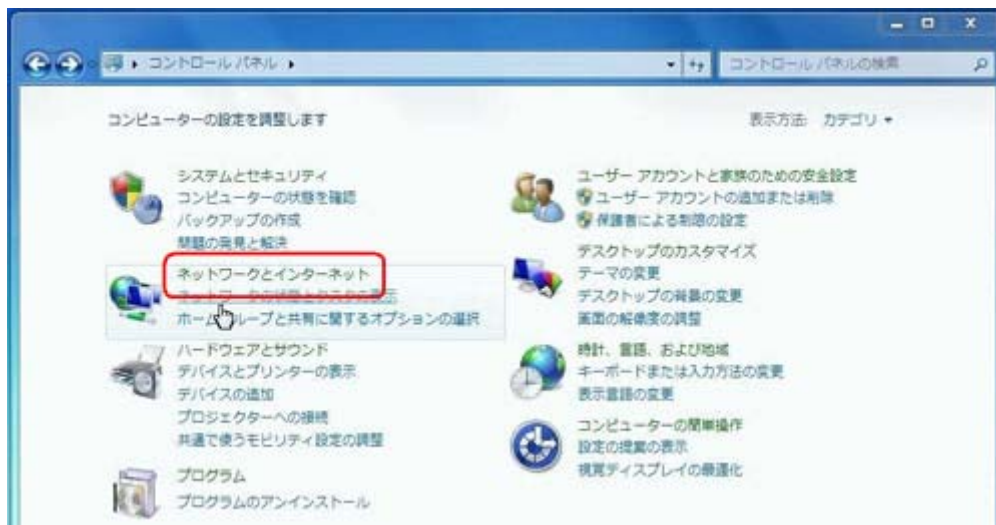 コントロール パネル
コントロール パネルの検索
コンピューターの設定を調整します
表示方法: カテゴリ
システムとセキュリティ
コンピューターの状態を確認
バックアップの作成
問題の発見と解決
ネットワークとインターネット
ネットワークの状態とタスクの表示
ホームグループと共有に関するオプションの選択
ハードウェアとサウンド
デバイスとプリンターの表示
デバイスの追加
プロジェクターへの接続
共通で使うモビリティ設定の調整
プログラム
プログラムのアンインストール
ユーザー アカウントと家族のための安全設定
ユーザー アカウントの追加または削除
保護者による制限の設定
デスクトップのカスタマイズ
テーマの変更
デスクトップの背景の変更
画面の解像度の調整
時計、言語、および地域
キーボードまたは入力方法の変更
表示言語の変更
コンピューターの簡単操作
設定の提案の表示
視覚ディスプレイの最適化